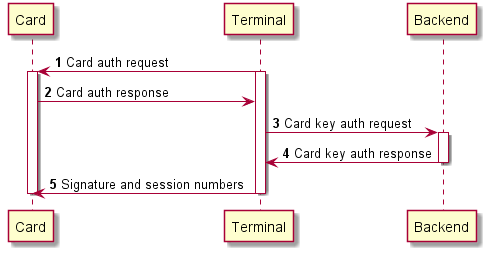 Card Terminal Backend
1 Card auth request
2 Card auth response
3 Card key auth request
4 Card key auth response
5 Signature and session numbers
Card Terminal Backend